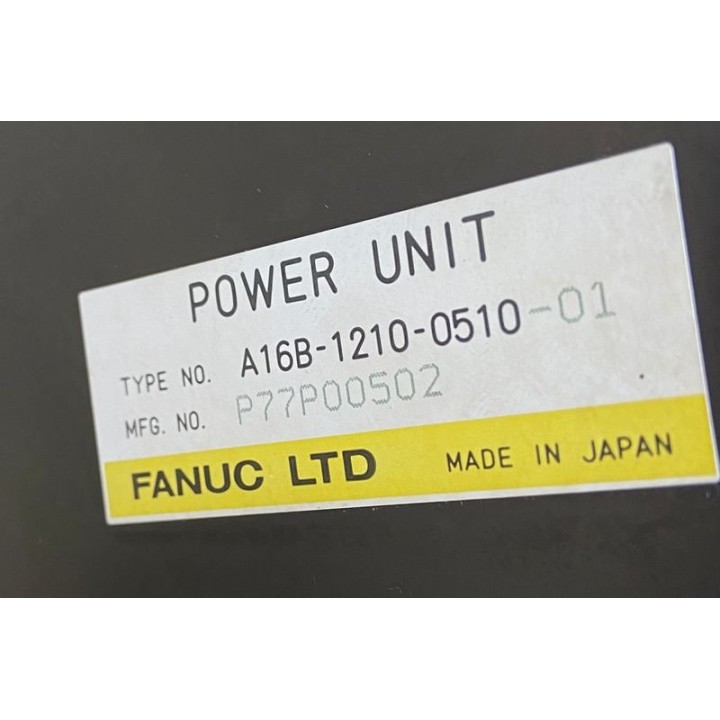 POWER UNIT
TYPE NO. A16B-1210-0510-01
MFG. NO. P77P00502
FANUC LTD MADE IN JAPAN